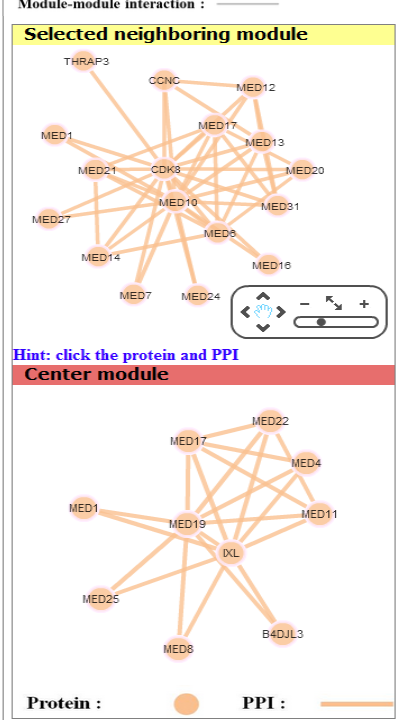 Module-module interaction :
Selected neighboring module
THRAP3
CCNC
MED12
MED17
MED1
MED13
MED21
CDK8
MED20
MED10
MED31
MED27
MED6
MED14
MED16
MED7
MED24
Hint: click the protein and PPI
Center module
MED22
MED17
MED4
MED1
MED11
MED19
IXL
MED25
B4DJL3
MED8
Protein :
PPI :